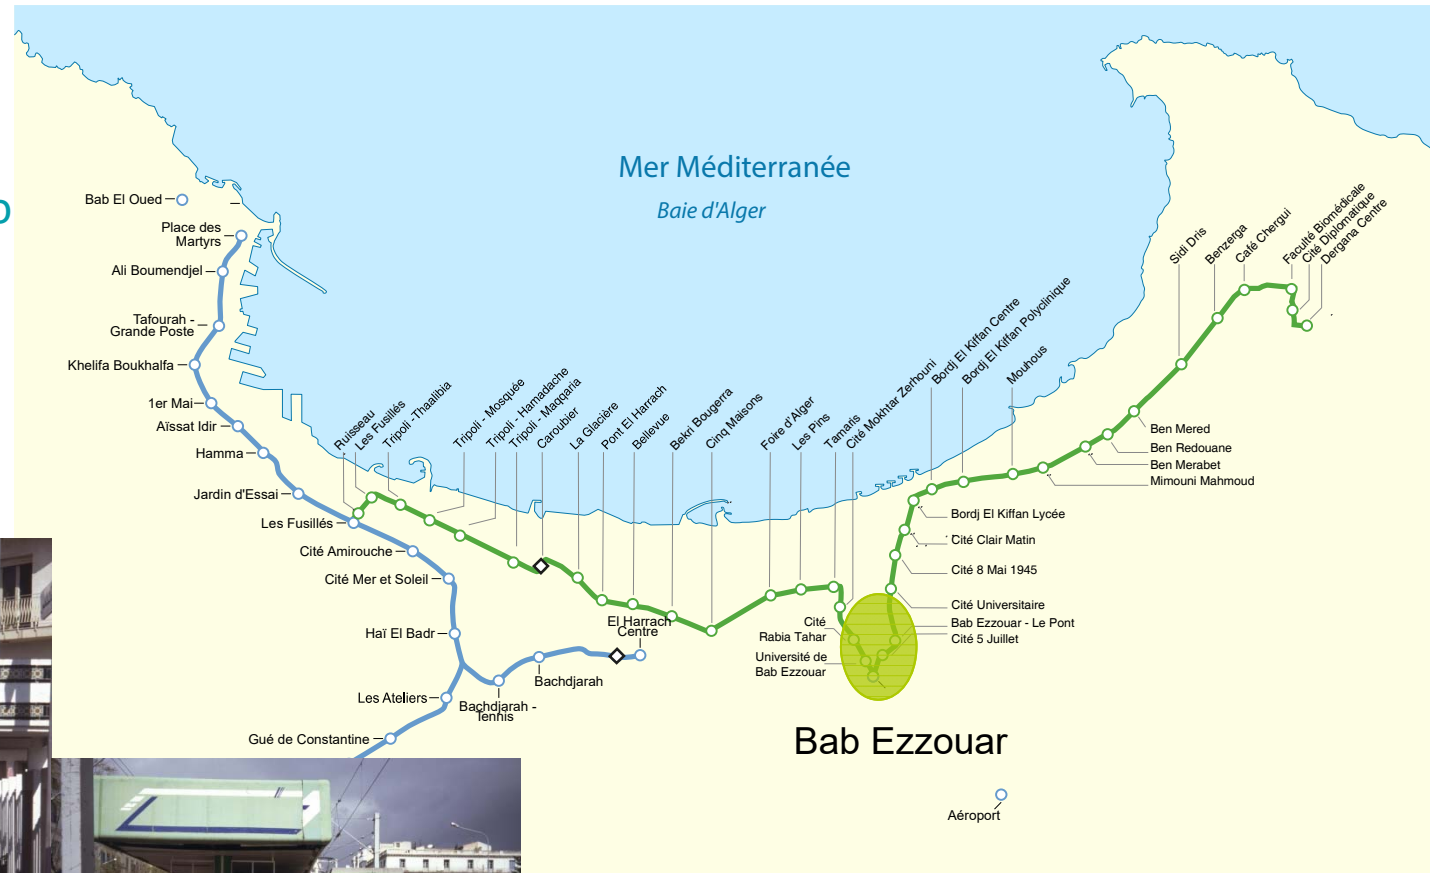 Mer Méditerranée
Baie d'Alger
Bab El Oued
Place des
Martyrs
Ali Boumendjel
Tafourah -
Grande Poste
Khelifa Boukhalfa
1er Mai
Aïssat Idir
Hamma
Jardin d'Essai
Les Fusillés
Cité Amirouche
Cité Mer et Soleil
Haï El Badr
Les Ateliers
Gué de Constantine
Bachdjarah -
Tennis
Bachdjarah
El Harrach
Centre
Ruisseau
Les Fusillés
Tripoli -Thaalibia
Tripoli - Mosquée
Tripoli - Hamadache
Tripoli - Maqqaria
Caroubier
La Glacière
Pont El Harrach
Bellevue
Bekri Bougerra
Cinq Maisons
Foire d'Alger
Les Pins
Tamaris
Cité Mokhtar Zerhouni
Bordj El Kiffan Centre
Bordj El Kiffan Polyclinique
Mouhous
Sidi Dris
Benzerga
Café Chergui
Faculté Biomédicale
Cité Diplomatique
Dergana Centre
Ben Mered
Ben Redouane
Ben Merabet
Mimouni Mahmoud
Bordj El Kiffan Lycée
Cité Clair Matin
Cité 8 Mai 1945
Cité Universitaire
Bab Ezzouar - Le Pont
Cité 5 Juillet
Cité
Rabia Tahar
Université de
Bab Ezzouar
Bab Ezzouar
Aéroport